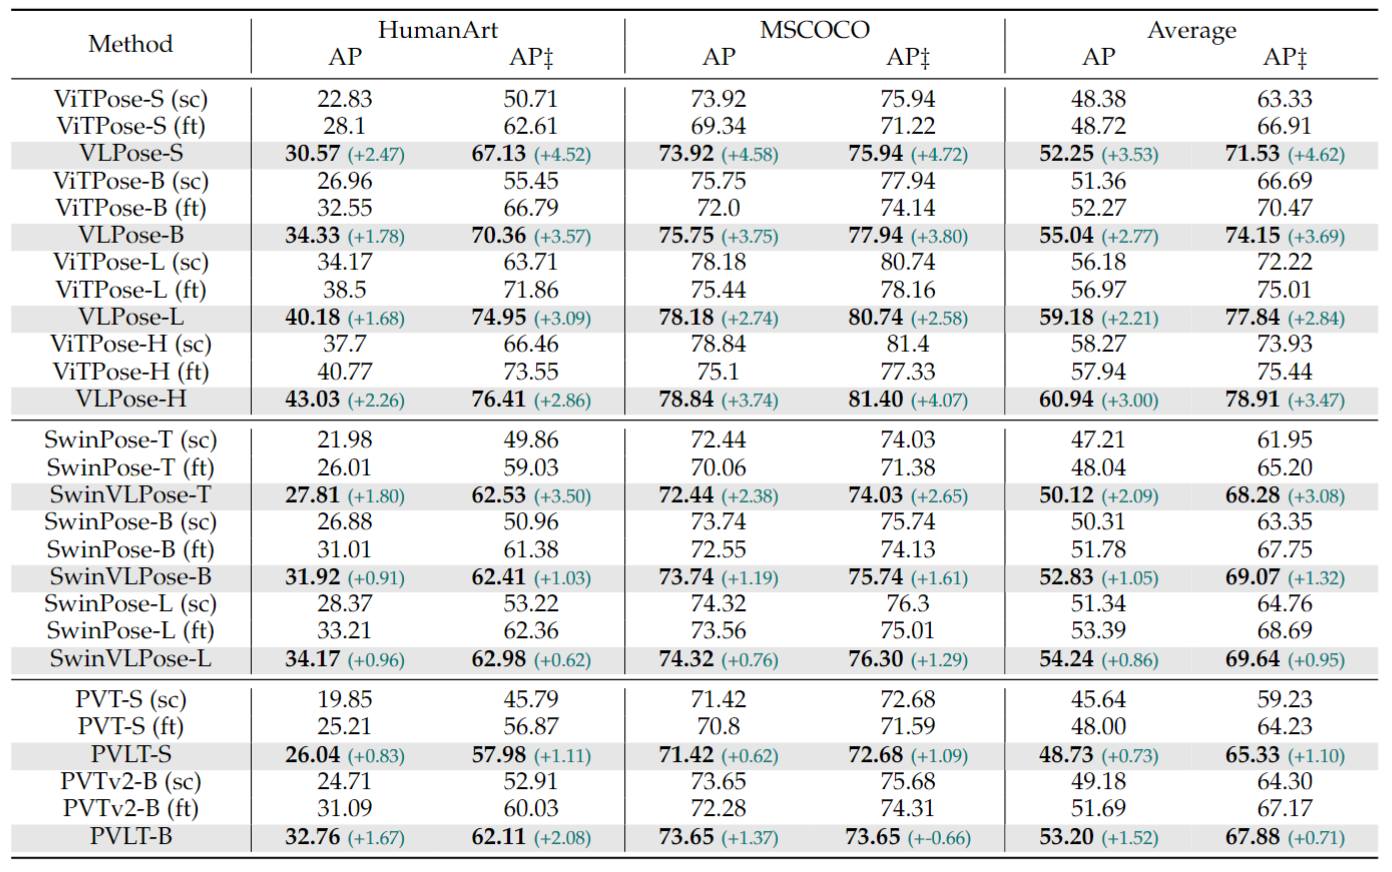 Method HumanArt MSCOCO Average
AP AP‡ AP AP‡ AP AP‡
ViTPose-S (sc) 22.83 50.71 73.92 75.94 48.38 63.33
ViTPose-S (ft) 28.1 62.61 69.34 71.22 48.72 66.91
VLPose-S 30.57 (+2.47) 67.13 (+4.52) 73.92 (+4.58) 75.94 (+4.72) 52.25 (+3.53) 71.53 (+4.62)
ViTPose-B (sc) 26.96 55.45 75.75 77.94 51.36 66.69
ViTPose-B (ft) 32.55 66.79 72.0 74.14 52.27 70.47
VLPose-B 34.33 (+1.78) 70.36 (+3.57) 75.75 (+3.75) 77.94 (+3.80) 55.04 (+2.77) 74.15 (+3.69)
ViTPose-L (sc) 34.17 63.71 78.18 80.74 56.18 72.22
ViTPose-L (ft) 38.5 71.86 75.44 78.16 56.97 75.01
VLPose-L 40.18 (+1.68) 74.95 (+3.09) 78.18 (+2.74) 80.74 (+2.58) 59.18 (+2.21) 77.84 (+2.84)
ViTPose-H (sc) 37.7 66.46 78.84 81.4 58.27 73.93
ViTPose-H (ft) 40.77 73.55 75.1 77.33 57.94 75.44
VLPose-H 43.03 (+2.26) 76.41 (+2.86) 78.84 (+3.74) 81.40 (+4.07) 60.94 (+3.00) 78.91 (+3.47)
SwinPose-T (sc) 21.98 49.86 72.44 74.03 47.21 61.95
SwinPose-T (ft) 26.01 59.03 70.06 71.38 48.04 65.20
SwinVLPose-T 27.81 (+1.80) 62.53 (+3.50) 72.44 (+2.38) 74.03 (+2.65) 50.12 (+2.09) 68.28 (+3.08)
SwinPose-B (sc) 26.88 50.96 73.74 75.74 50.31 63.35
SwinPose-B (ft) 31.01 61.38 72.55 74.13 51.78 67.75
SwinVLPose-B 31.92 (+0.91) 62.41 (+1.03) 73.74 (+1.19) 75.74 (+1.61) 52.83 (+1.05) 69.07 (+1.32)
SwinPose-L (sc) 28.37 53.22 74.32 76.3 51.34 64.76
SwinPose-L (ft) 33.21 62.36 73.56 75.01 53.39 68.69
SwinVLPose-L 34.17 (+0.96) 62.98 (+0.62) 74.32 (+0.76) 76.30 (+1.29) 54.24 (+0.86) 69.64 (+0.95)
PVT-S (sc) 19.85 45.79 71.42 72.68 45.64 59.23
PVT-S (ft) 25.21 56.87 70.8 71.59 48.00 64.23
PVLT-S 26.04 (+0.83) 57.98 (+1.11) 71.42 (+0.62) 72.68 (+1.09) 48.73 (+0.73) 65.33 (+1.10)
PVTv2-B (sc) 24.71 52.91 73.65 75.68 49.18 64.30
PVTv2-B (ft) 31.09 60.03 72.28 74.31 51.69 67.17
PVLT-B 32.76 (+1.67) 62.11 (+2.08) 73.65 (+1.37) 73.65 (+-0.66) 53.20 (+1.52) 67.88 (+0.71)